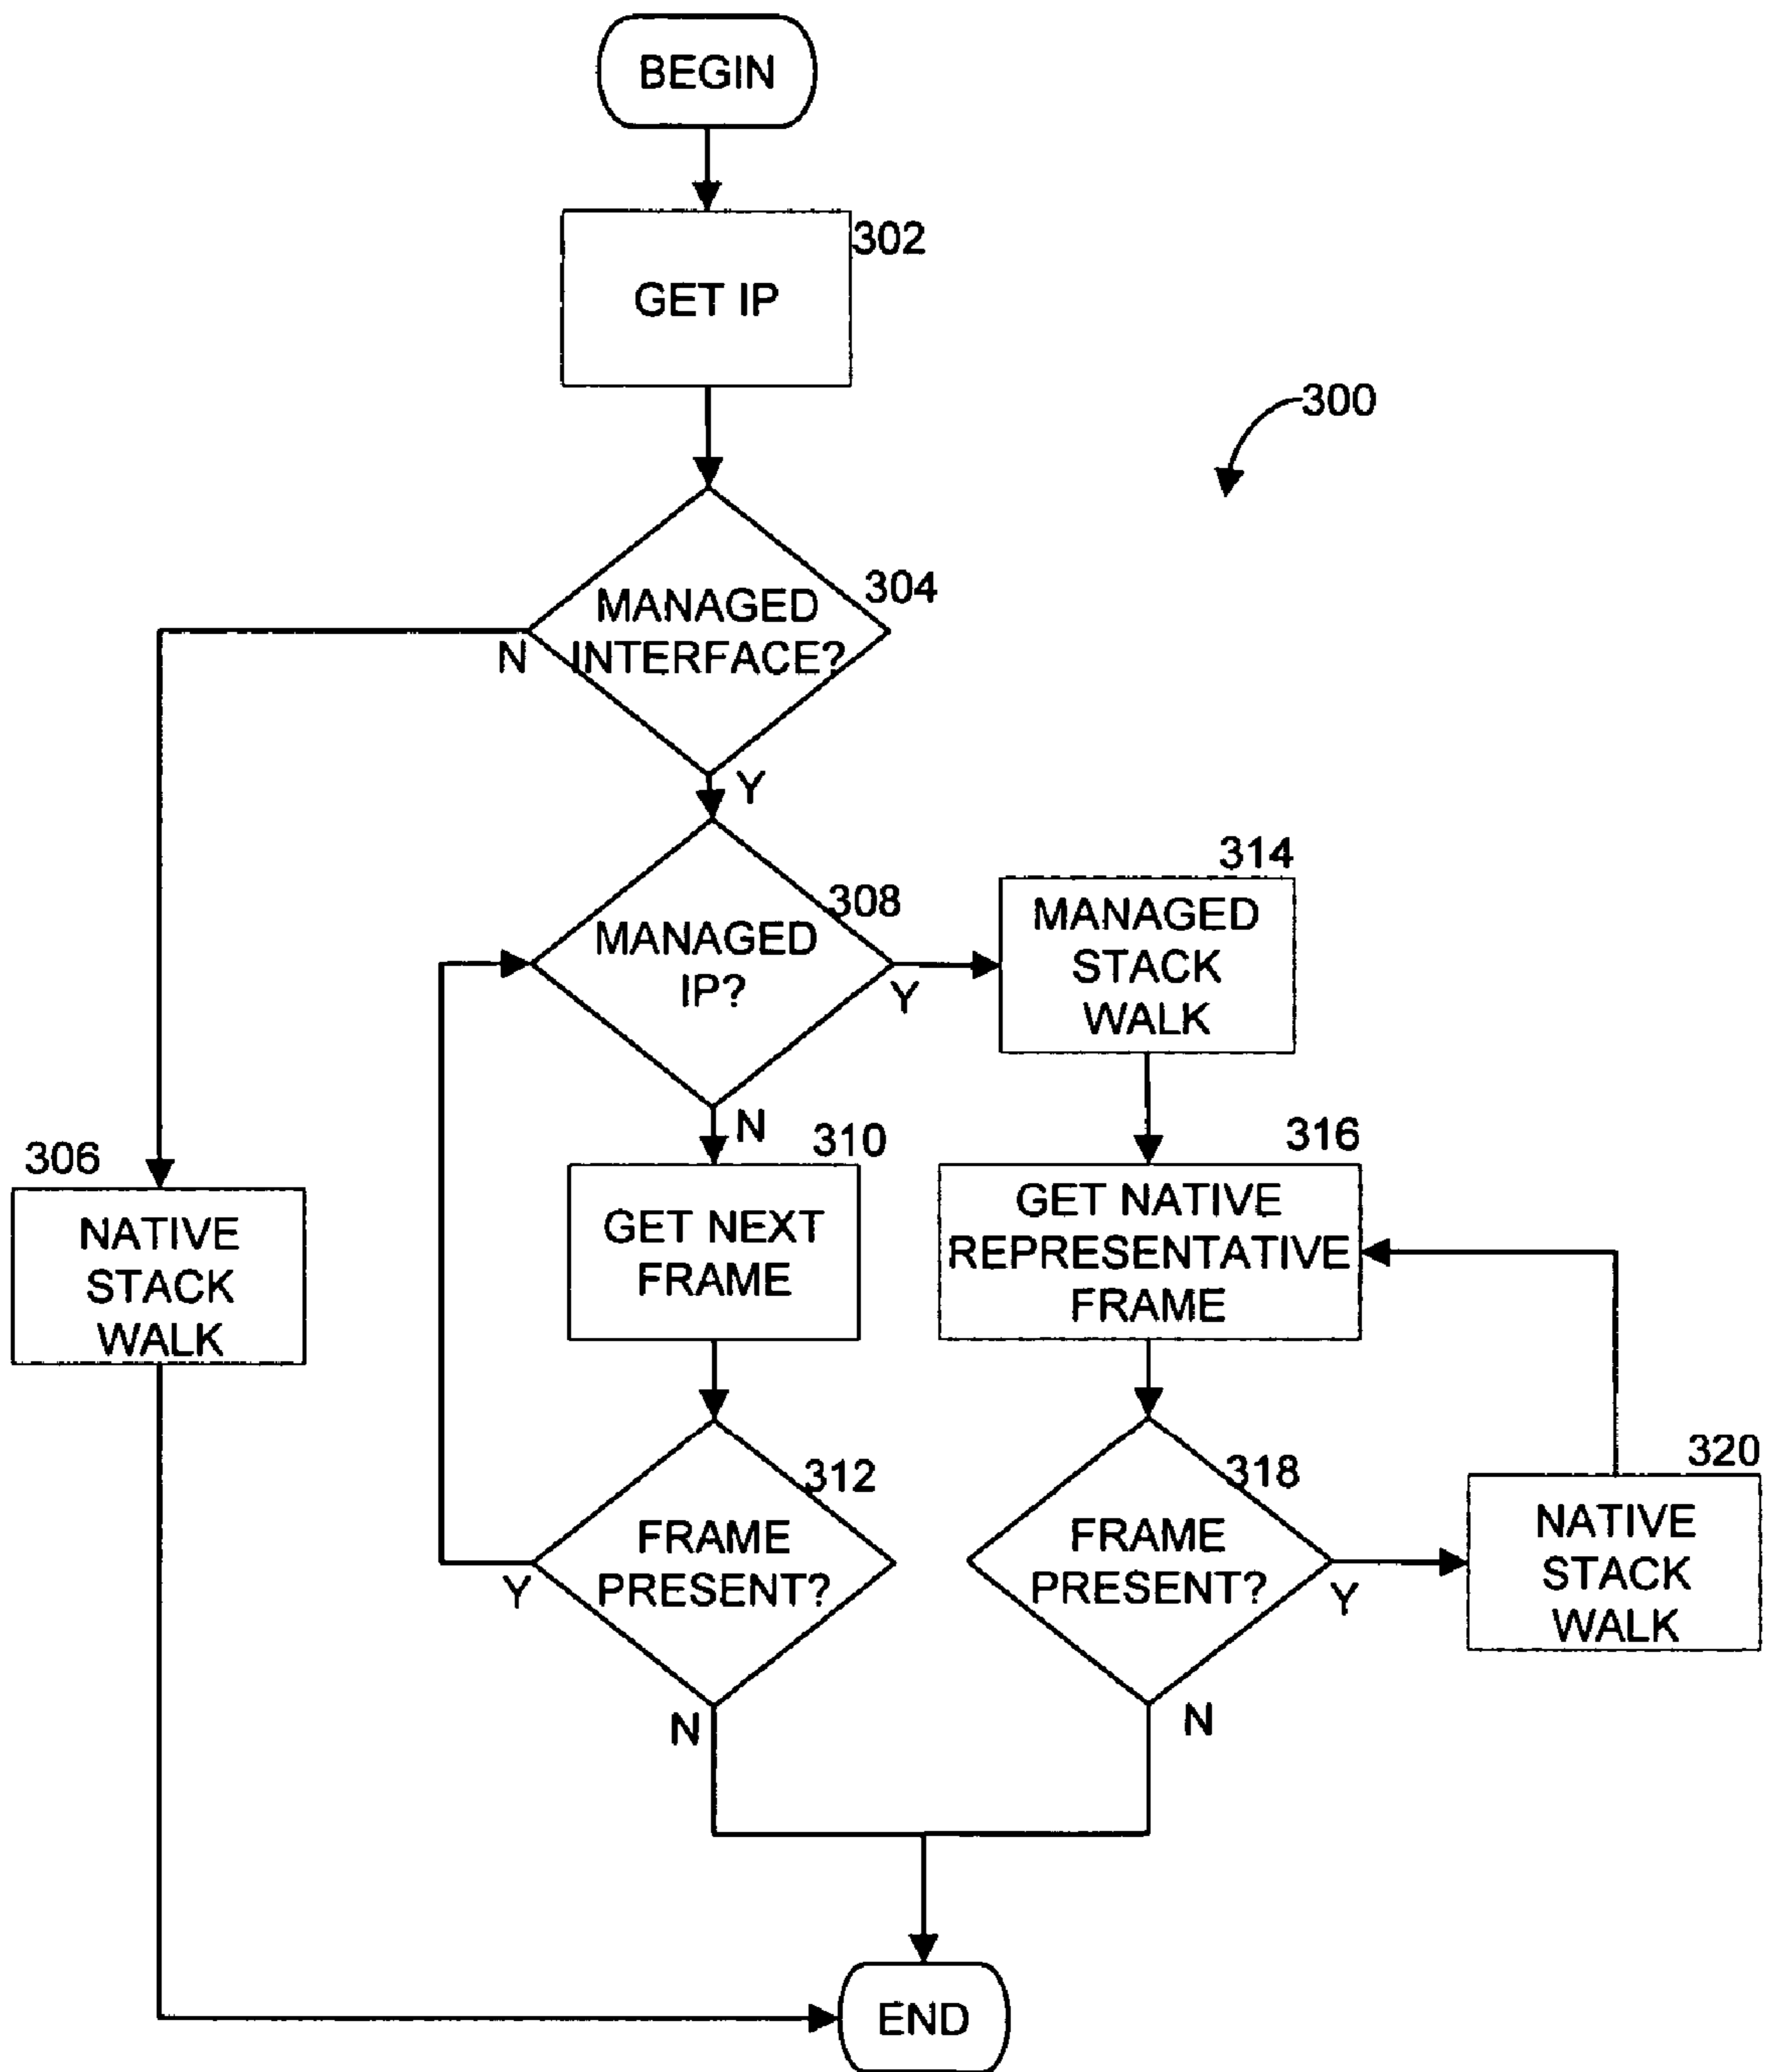 BEGIN
302
GET IP
300
304
MANAGED
INTERFACE?
N
Y
308
MANAGED
IP?
Y
N
314
MANAGED
STACK
WALK
306
NATIVE
STACK
WALK
310
GET NEXT
FRAME
316
GET NATIVE
REPRESENTATIVE
FRAME
312
FRAME
PRESENT?
Y
N
318
FRAME
PRESENT?
Y
N
320
NATIVE
STACK
WALK
END